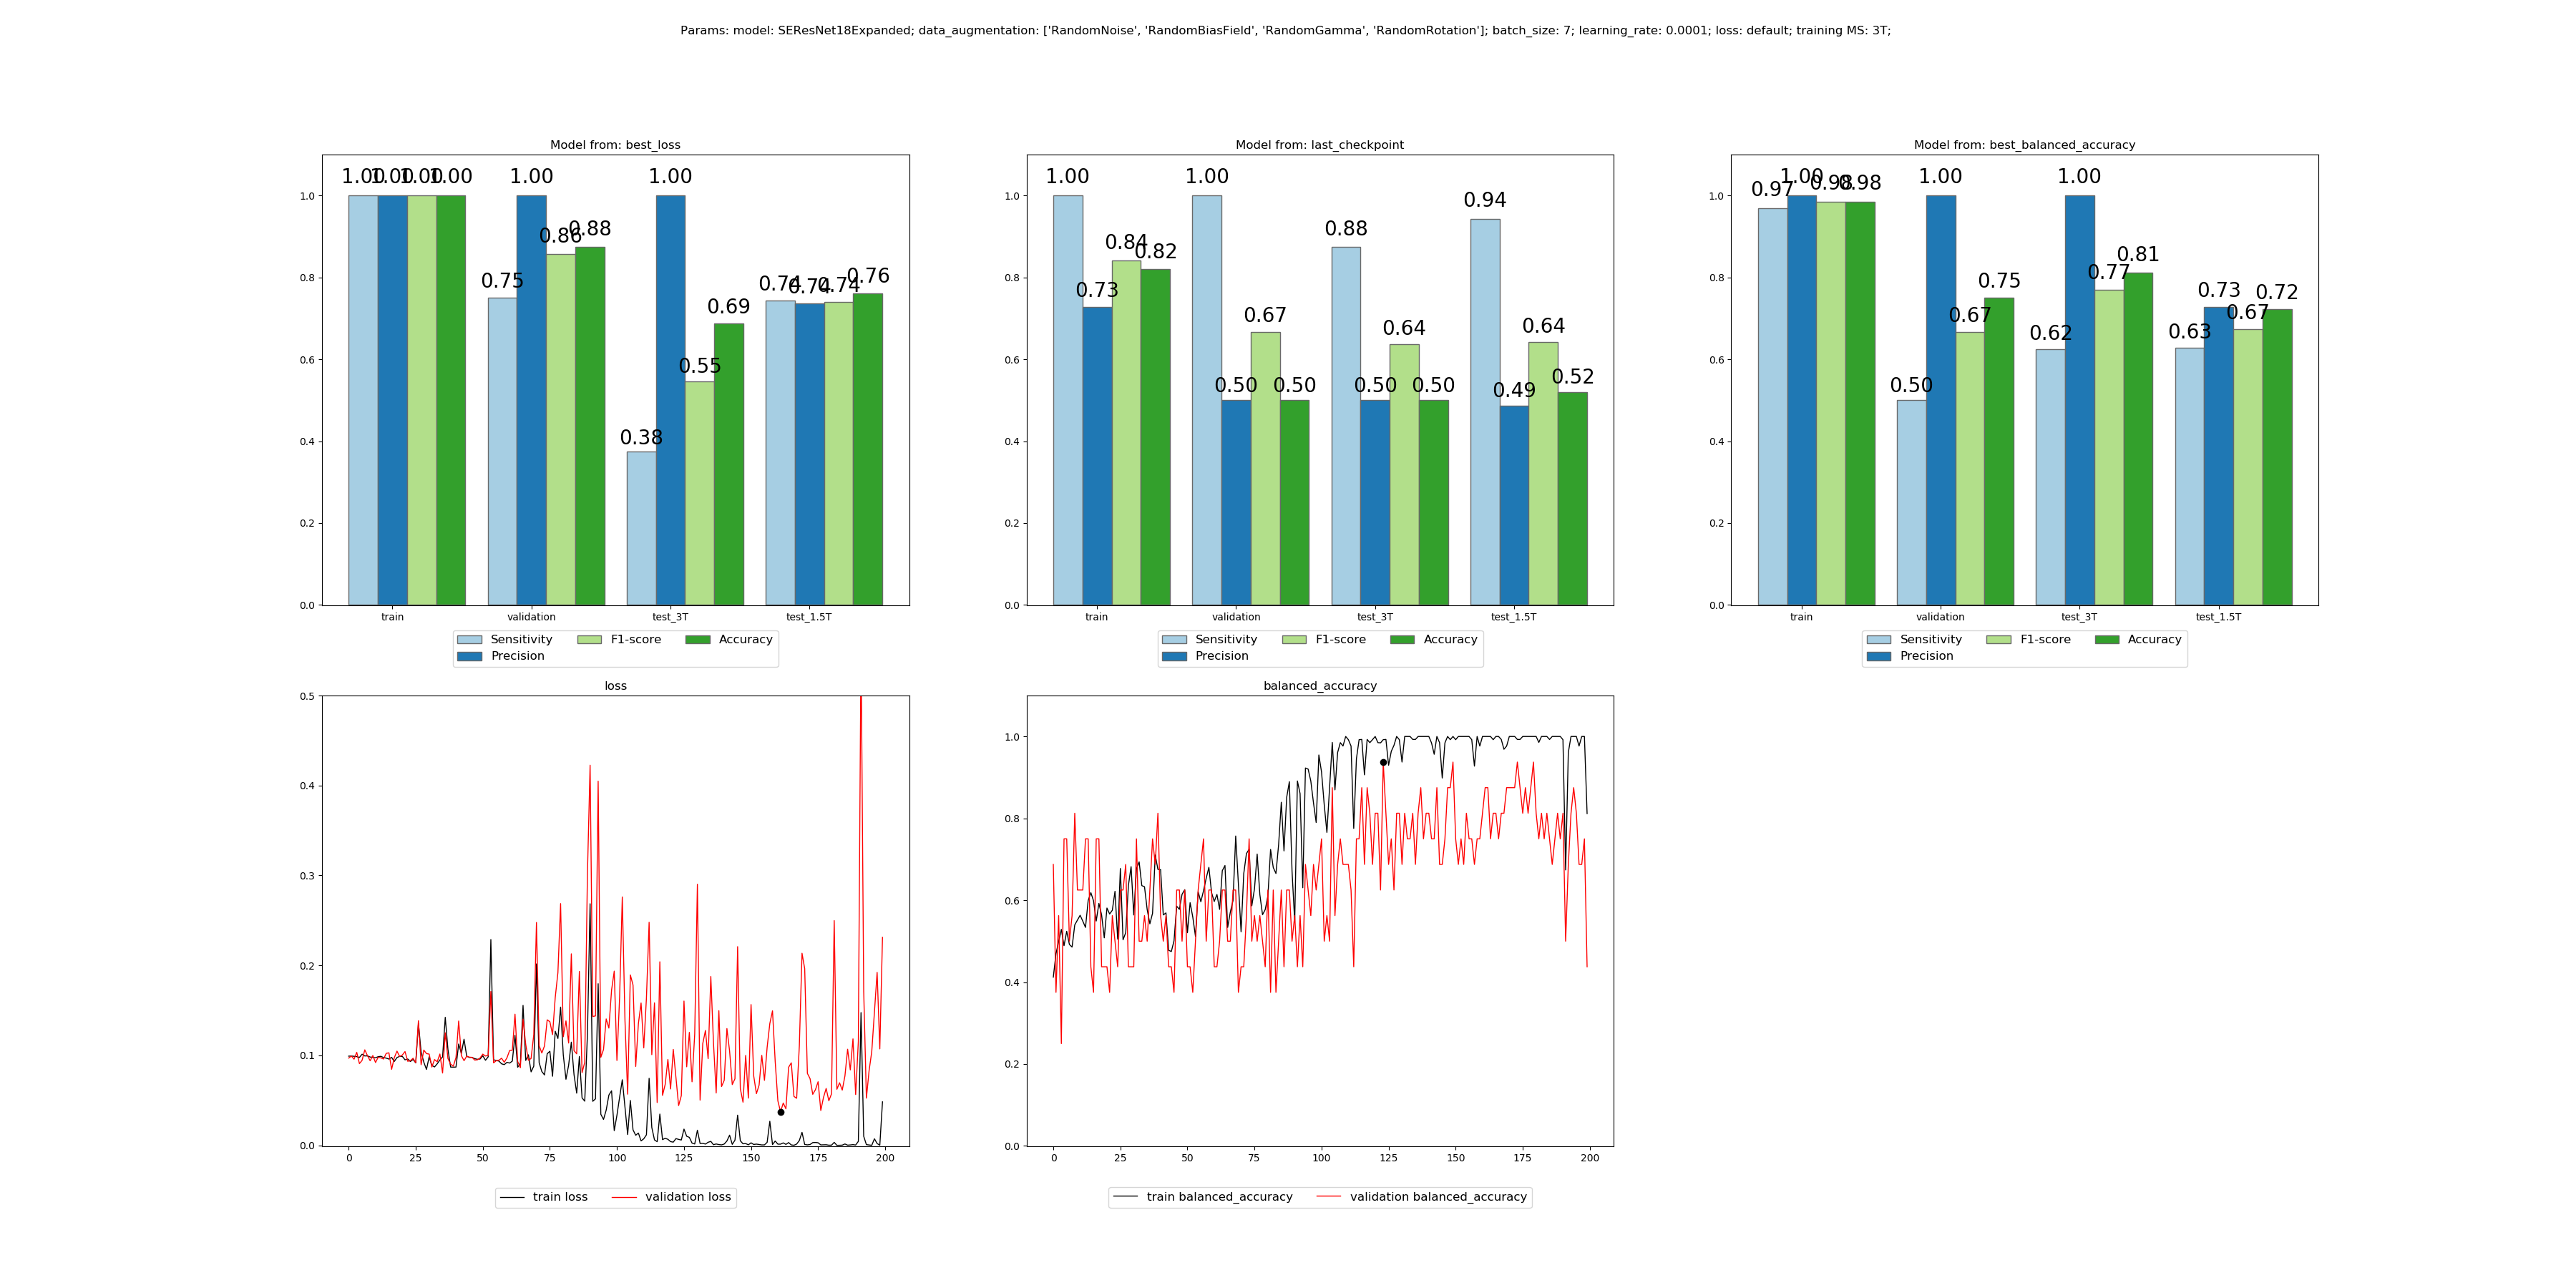 Params: model: SEResNet18Expanded; data_augmentation: ['RandomNoise', 'RandomBiasField', 'RandomGamma', 'RandomRotation']; batch_size: 7; learning_rate: 0.0001; loss: default; training MS: 3T;
Model from: best_loss
1.00 1.00 1.00 1.00
0.75 1.00 0.86 0.88
0.38 1.00 0.55 0.69
0.74 0.74 0.74 0.76
1.0
0.8
0.6
0.4
0.2
0.0
train validation test_3T test_1.5T
Sensitivity F1-score Accuracy
Precision
Model from: last_checkpoint
1.00 0.73 0.84 0.82
1.00 0.50 0.67 0.50
0.88 0.50 0.64 0.50
0.94 0.49 0.64 0.52
1.0
0.8
0.6
0.4
0.2
0.0
train validation test_3T test_1.5T
Sensitivity F1-score Accuracy
Precision
Model from: best_balanced_accuracy
0.97 1.00 0.98 0.98
0.50 1.00 0.67 0.75
0.62 1.00 0.77 0.81
0.63 0.73 0.67 0.72
1.0
0.8
0.6
0.4
0.2
0.0
train validation test_3T test_1.5T
Sensitivity F1-score Accuracy
Precision
loss
0.5
0.4
0.3
0.2
0.1
0.0
0 25 50 75 100 125 150 175 200
train loss validation loss
balanced_accuracy
1.0
0.8
0.6
0.4
0.2
0.0
0 25 50 75 100 125 150 175 200
train balanced_accuracy validation balanced_accuracy